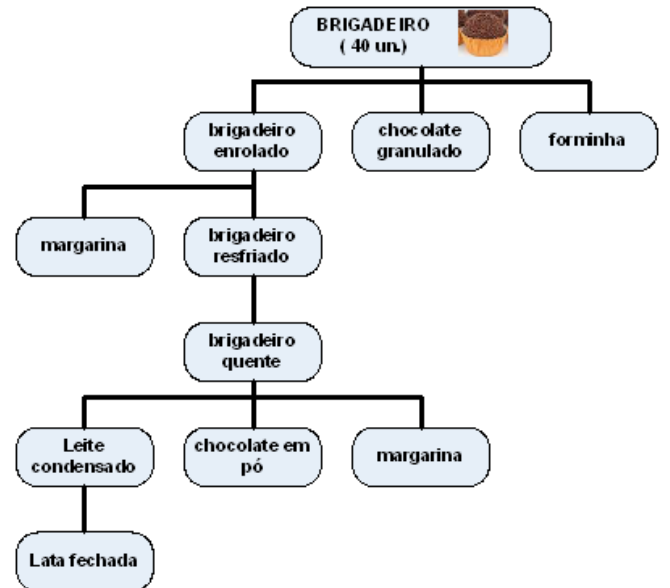 BRIGADEIRO
( 40 un.)
brigadeiro
enrolado
chocolate
granulado
forminha
margarina
brigadeiro
resfriado
brigadeiro
quente
Leite
condensado
chocolate em
pó
margarina
Lata fechada